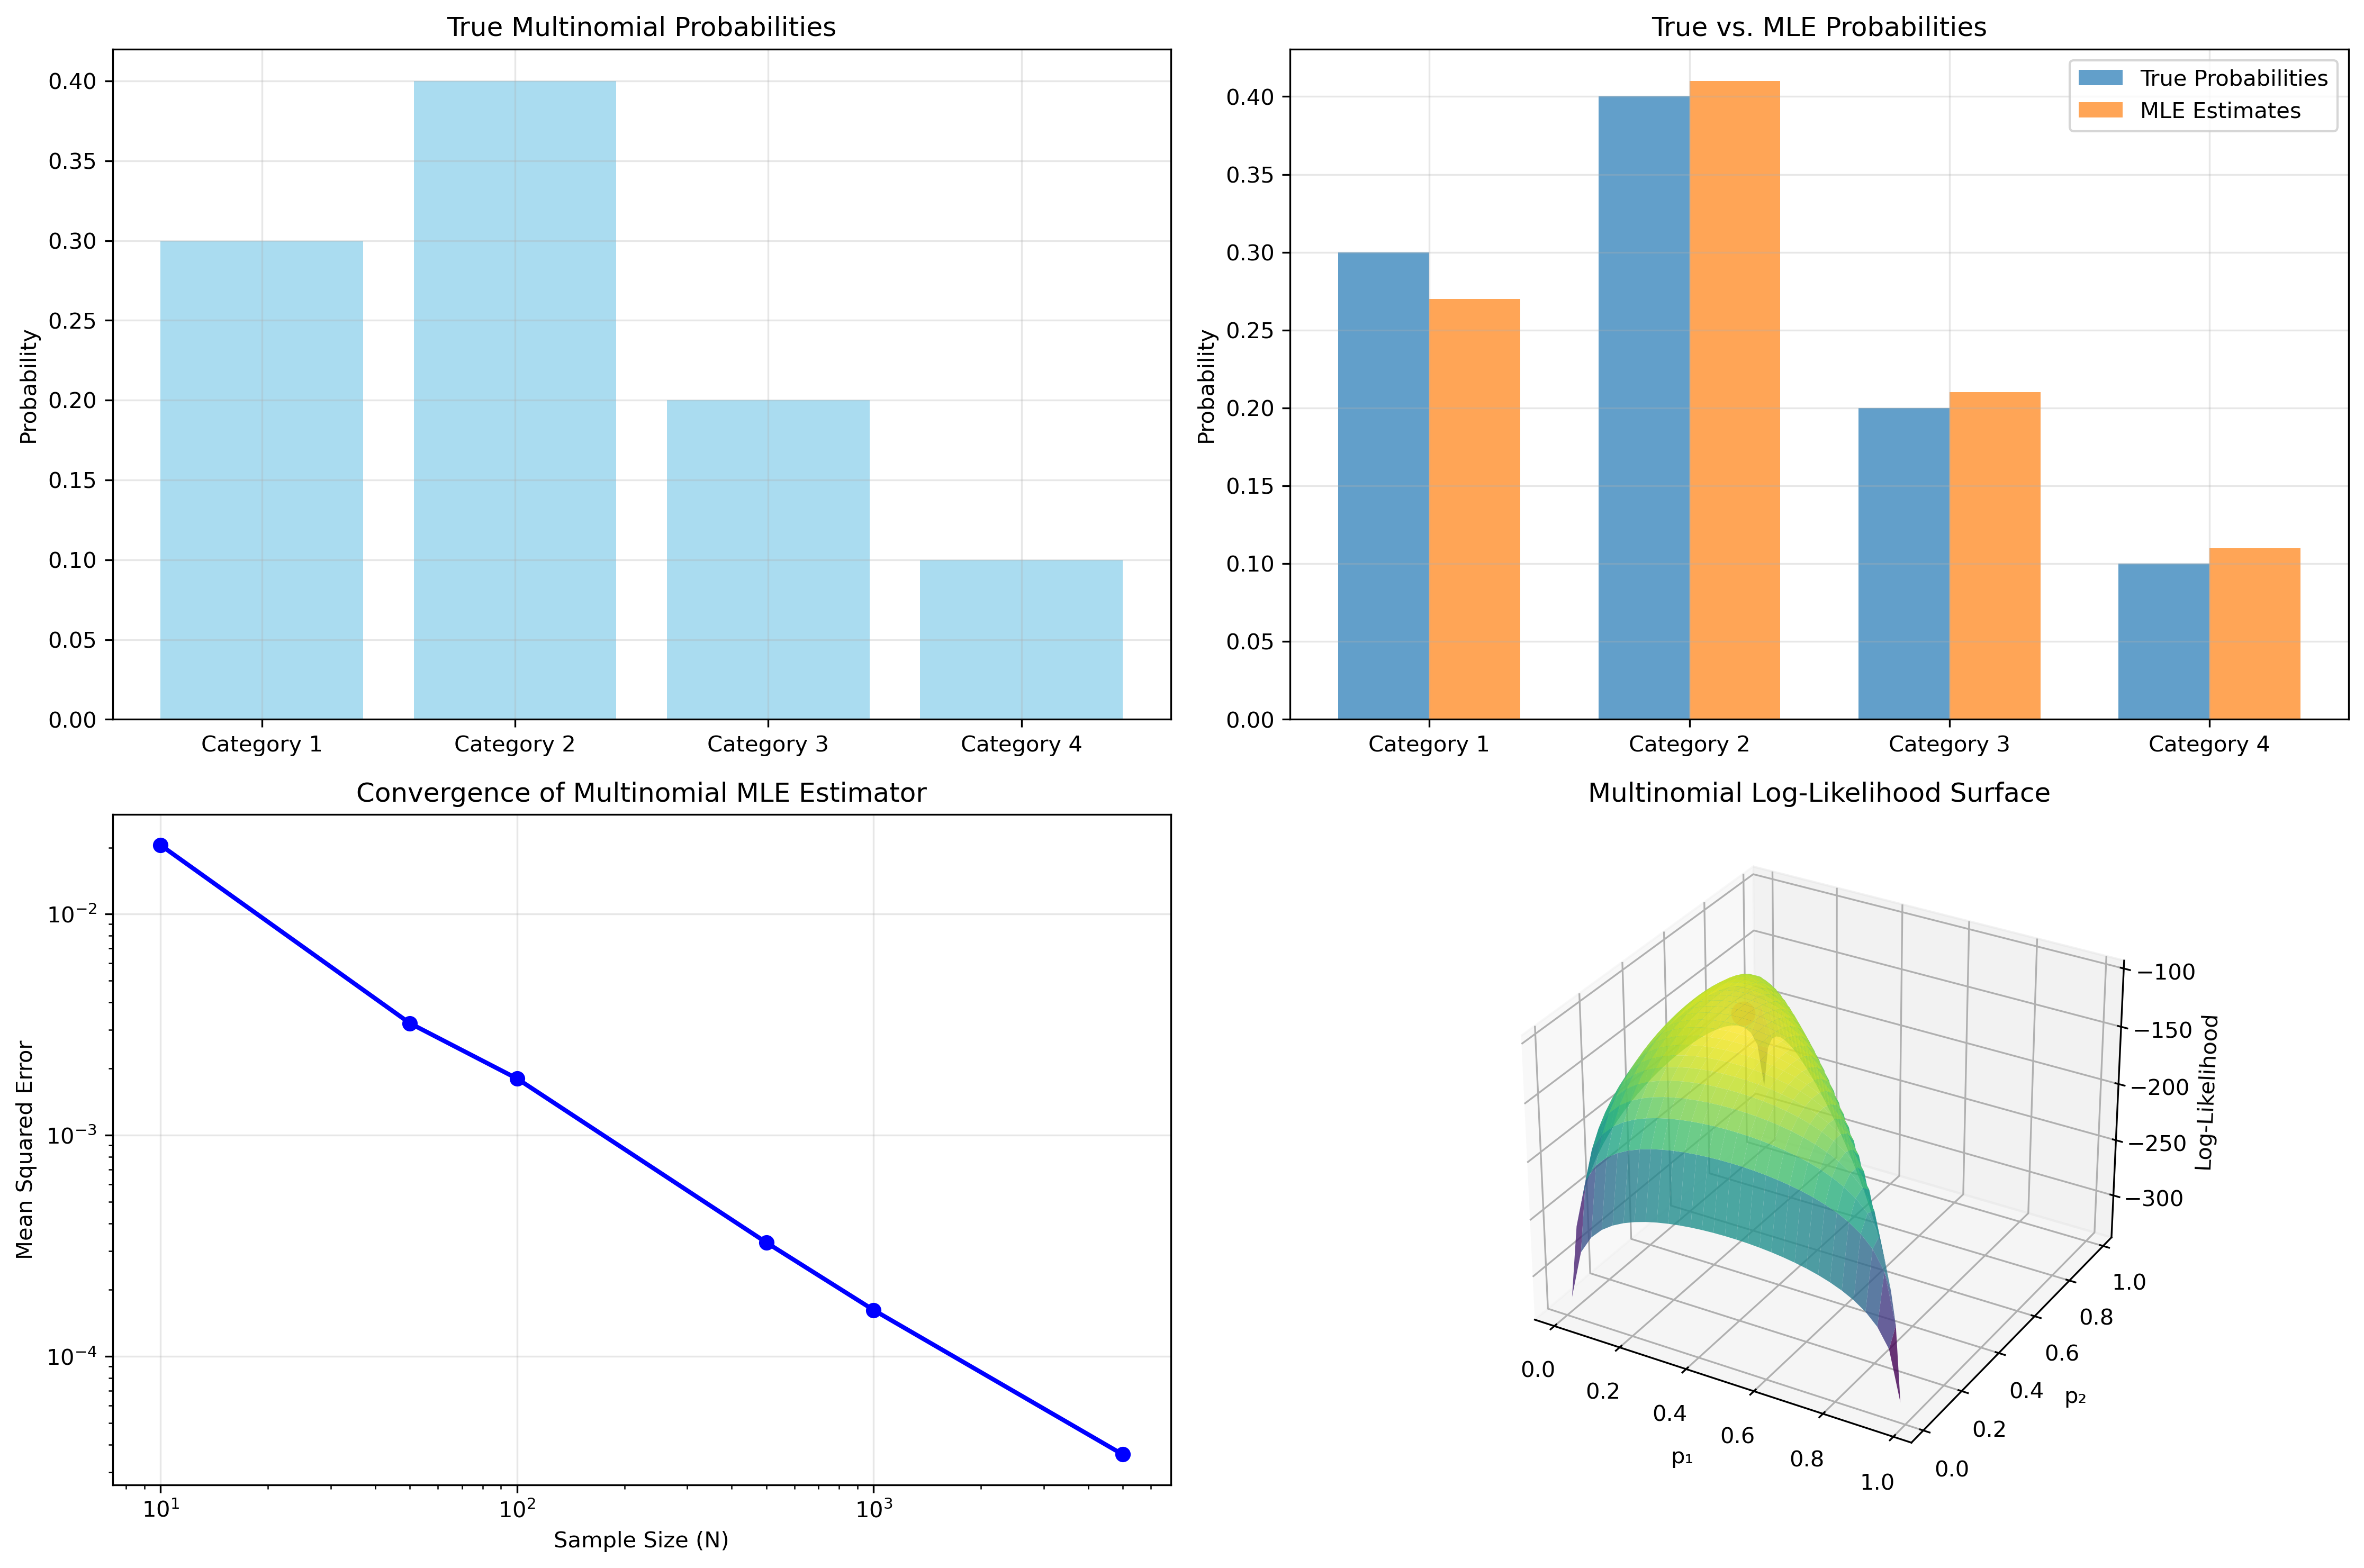 True Multinomial Probabilities
Probability
0.40
0.35
0.30
0.25
0.20
0.15
0.10
0.05
0.00
Category 1 Category 2 Category 3 Category 4
True vs. MLE Probabilities
Probability
0.40
0.35
0.30
0.25
0.20
0.15
0.10
0.05
0.00
True Probabilities
MLE Estimates
Category 1 Category 2 Category 3 Category 4
Convergence of Multinomial MLE Estimator
Mean Squared Error
10⁻²
10⁻³
10⁻⁴
10¹ 10² 10³
Sample Size (N)
Multinomial Log-Likelihood Surface
−100
−150
−200
−250
−300
Log-Likelihood
0.0 0.2 0.4 0.6 0.8 1.0
p₁
0.0 0.2 0.4 0.6 0.8 1.0
p₂